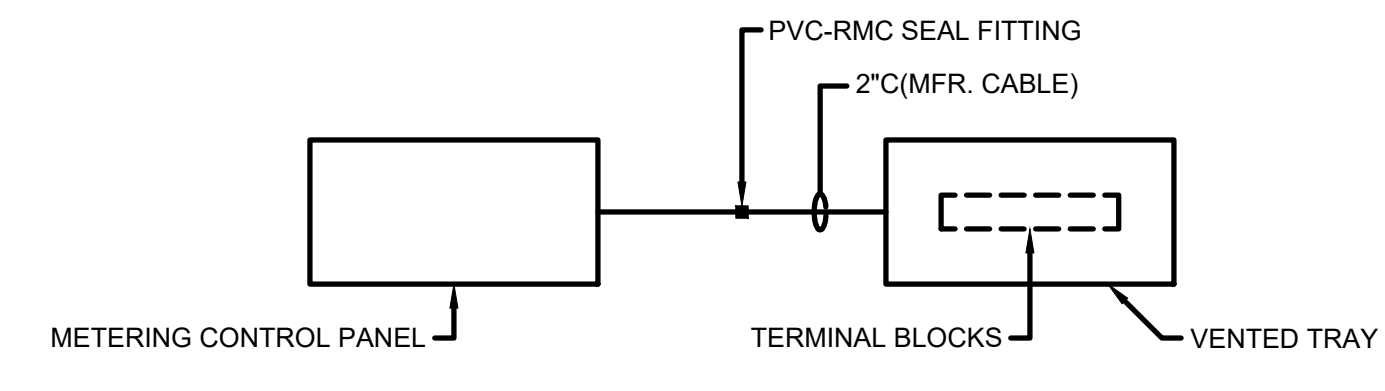 PVC-RMC SEAL FITTING
2"C(MFR. CABLE)
METERING CONTROL PANEL
TERMINAL BLOCKS
VENTED TRAY